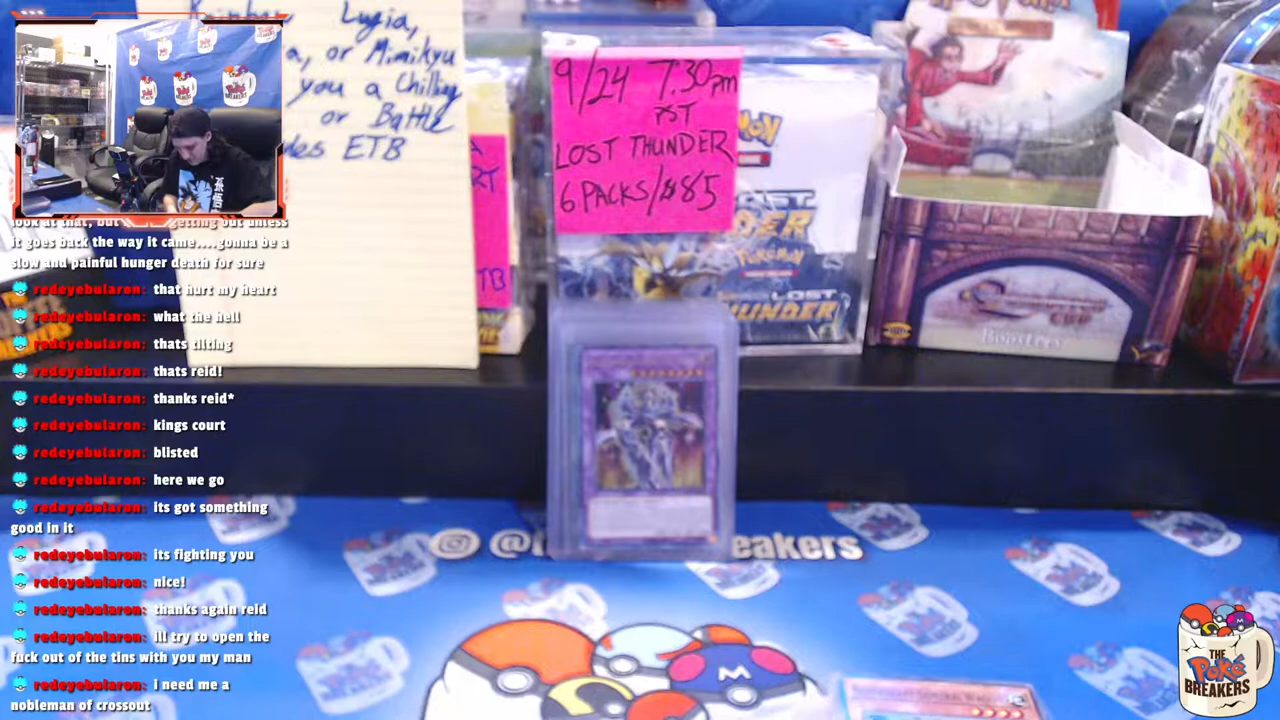 Lugia,
a, or Mimikyu
you a Chilling
or Battle
des ETB
9/24 7:30pm
PST
LOST THUNDER
6 PACKS/$85
LOST
THUNDER
Boosters
look at that, but getting out unless
it goes back the way it came....gonna be a
slow and painful hunger death for sure
redeyebularon: that hurt my heart
redeyebularon: what the hell
redeyebularon: thats tilting
redeyebularon: thats reid!
redeyebularon: thanks reid*
redeyebularon: kings court
redeyebularon: blisted
redeyebularon: here we go
redeyebularon: its got something
good in it
redeyebularon: its fighting you
redeyebularon: nice!
redeyebularon: thanks again reid
redeyebularon: ill try to open the
fuck out of the tins with you my man
redeyebularon: i need me a
nobleman of crossout
eakers
THE
Poké
BREAKERS